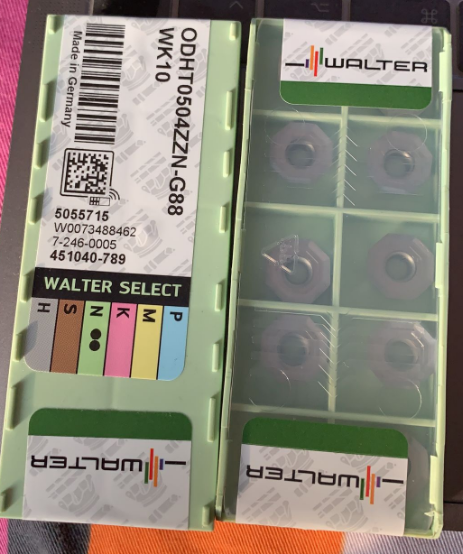 ODHT0504ZZN-G88
WK10
Made in Germany
5055715
W0073488462
7-246-0005
451040-789
WALTER SELECT
H S N K M P
WALTER
WALTER
WALTER